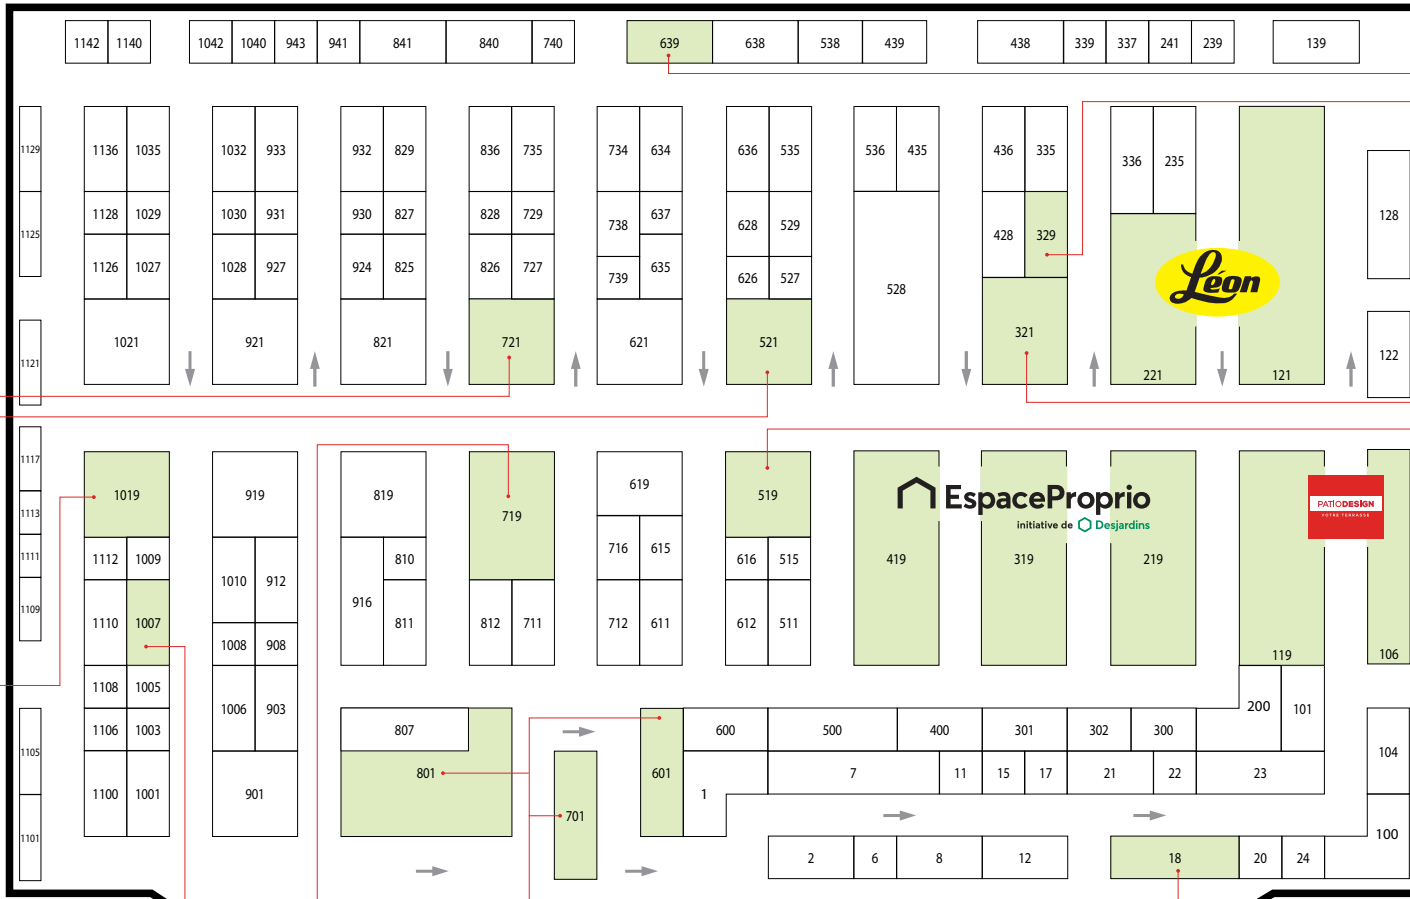 1142 1140 1042 1040 943 941 841 840 740 639 638 538 439 438 339 337 241 239 139
1129 1136 1035 1032 933 932 829 836 735 734 634 636 535 536 435 436 335 336 235
1125 1128 1029 1030 931 930 827 828 729 738 637 628 529 428 329 128
1126 1027 1028 927 924 825 826 727 739 635 626 527 528
Léon
1121 1021 921 821 721 621 521 321 221 121 122
1117 1019 919 819 719 619 519
EspaceProprio
initiative de Desjardins
PATIODESIGN
VOTRE TERRASSE
1113
1111 1112 1009 1010 912 810 716 615 616 515 419 319 219
1109 1110 1007 916 811 812 711 712 611 612 511
1008 908 119 106
1108 1005 1006 903 200 101
1105 1106 1003 807 600 500 400 301 302 300 104
1100 1001 901 801 601 1 7 11 15 17 21 22 23
1101 701 100
2 6 8 12 18 20 24